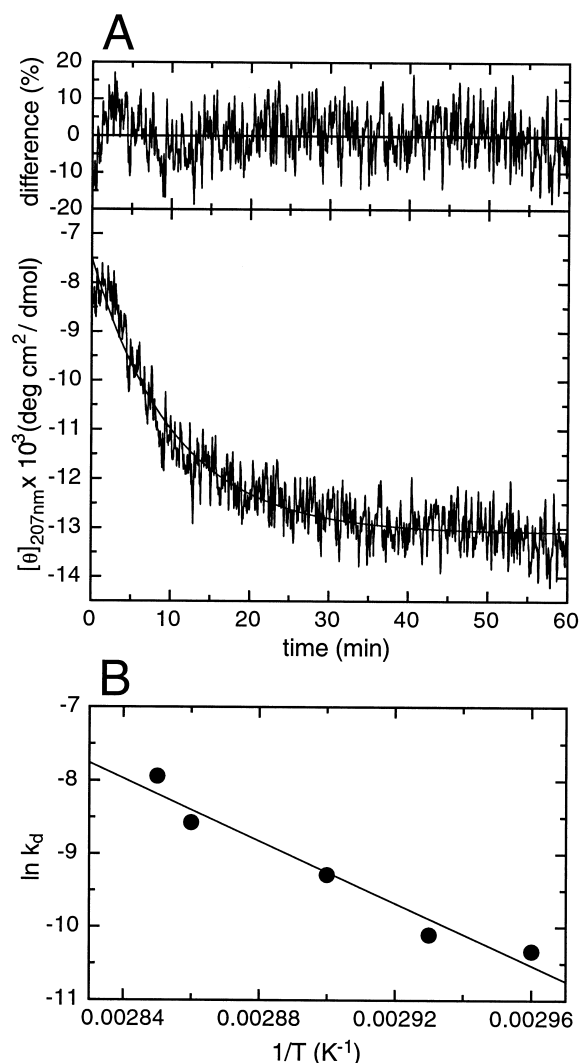 A
difference (%)
20
10
0
-10
-20
[θ]207nm x 10³ (deg cm²/ dmol)
-7
-8
-9
-10
-11
-12
-13
-14
0 10 20 30 40 50 60
time (min)
B
ln kd
-7
-8
-9
-10
-11
0.00284 0.00288 0.00292 0.00296
1/T (K⁻¹)